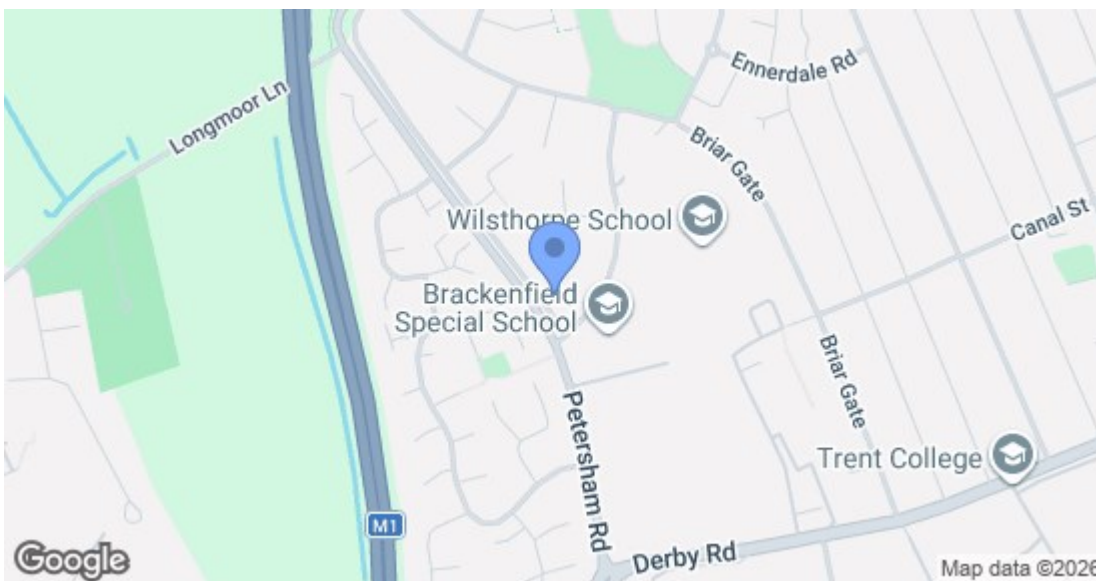 Ennerdale Rd
Longmoor Ln
Briar Gate
Wilsthorpe School
Canal St
Brackenfield
Special School
Briar Gate
Petersham Rd
Trent College
M1
Derby Rd
Google
Map data ©2026